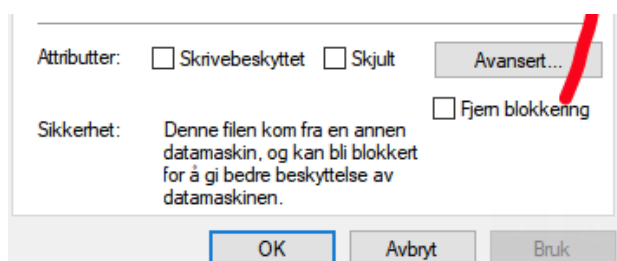 Attributter: Skrivebeskyttet Skjult Avansert...
Fjern blokkering
Sikkerhet: Denne filen kom fra en annen
datamaskin, og kan bli blokkert
for å gi bedre beskyttelse av
datamaskinen.
OK Avbryt Bruk